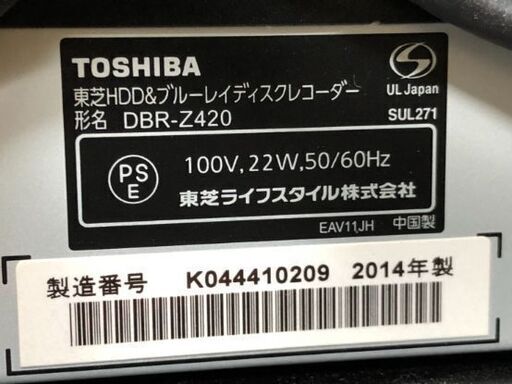 TOSHIBA
東芝HDD&ブルーレイディスクレコーダー
形名 DBR-Z420
UL Japan
SUL271
PS
E
100V, 22W, 50/60Hz
東芝ライフスタイル株式会社
EAV11JH 中国製
製造番号 K044410209 2014年製